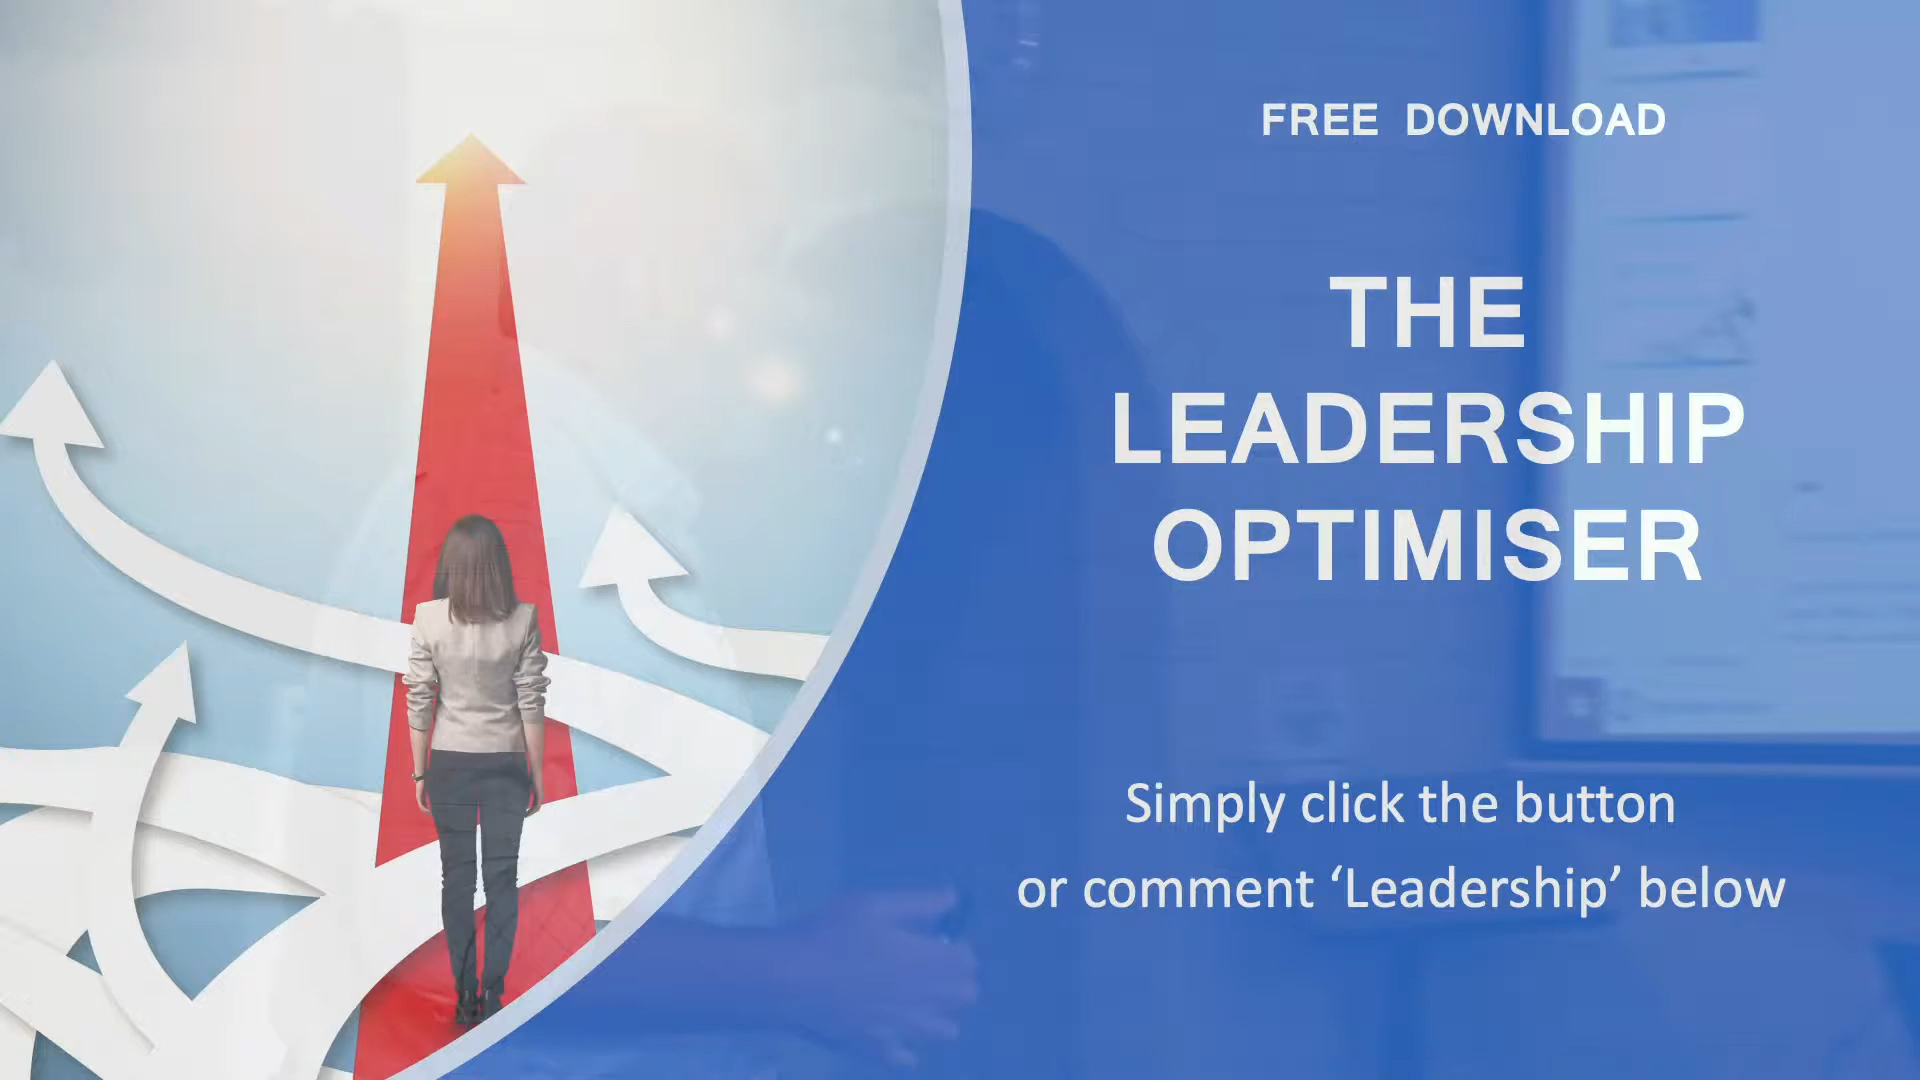 FREE DOWNLOAD
THE
LEADERSHIP
OPTIMISER
Simply click the button
or comment ‘Leadership’ below